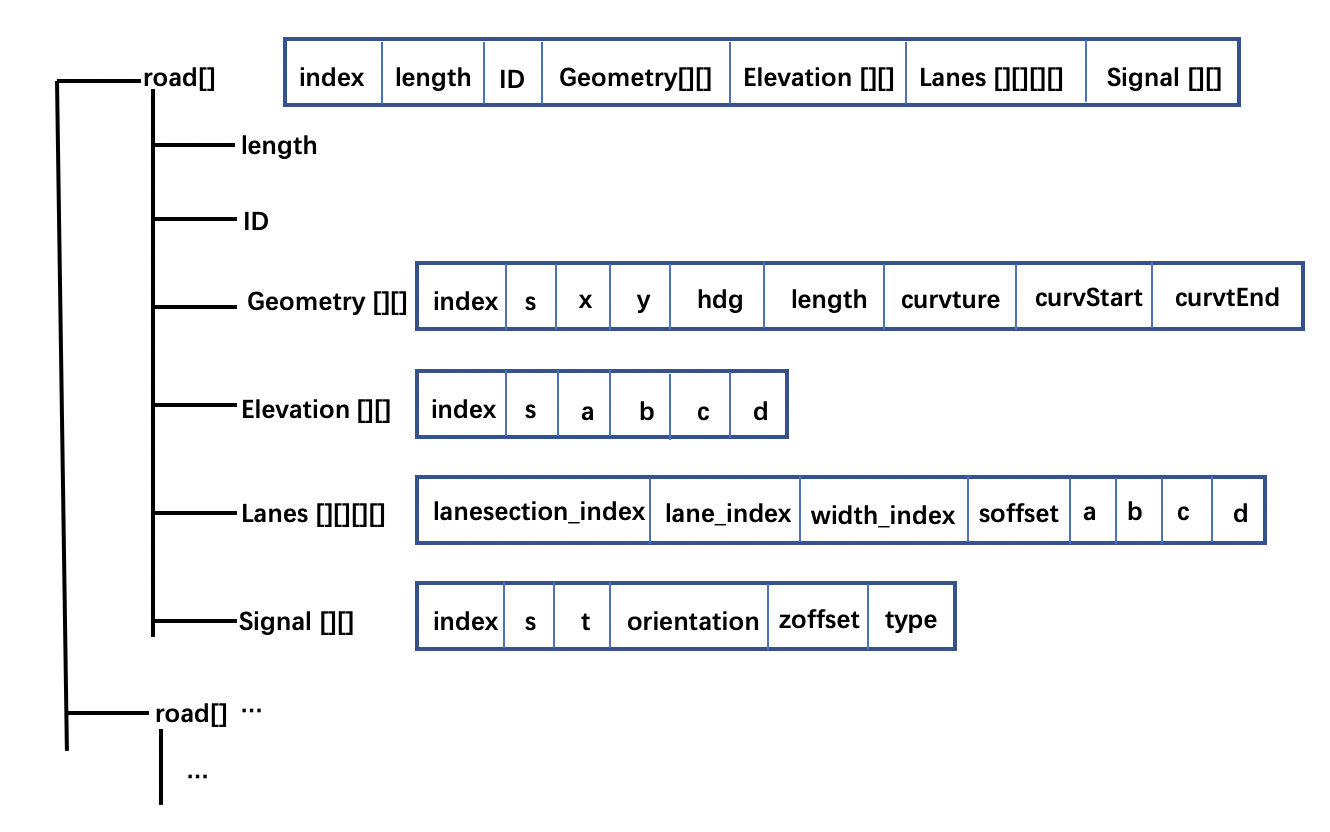 road[] index length ID Geometry[][] Elevation [][] Lanes [][][][] Signal [][]
length
ID
Geometry [][] index s x y hdg length curvture curvStart curvtEnd
Elevation [][] index s a b c d
Lanes [][][][] lanesection_index lane_index width_index soffset a b c d
Signal [][] index s t orientation zoffset type
road[] ...
...